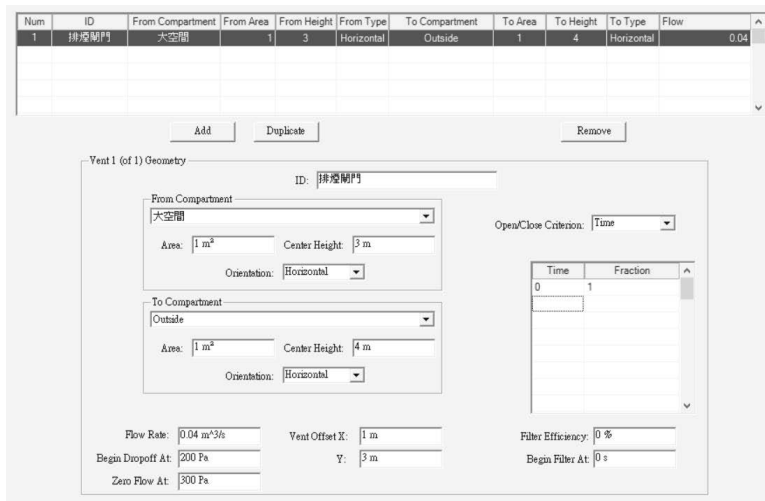 Num ID From Compartment From Area From Height From Type To Compartment To Area To Height To Type Flow
1 排煙閘門 大空間 1 3 Horizontal Outside 1 4 Horizontal 0.04
Add Duplicate Remove
Vent 1 (of 1) Geometry
ID: 排煙閘門
From Compartment
大空間
Area: 1 m² Center Height: 3 m
Orientation: Horizontal
Open/Close Criterion: Time
Time Fraction
0 1
To Compartment
Outside
Area: 1 m² Center Height: 4 m
Orientation: Horizontal
Flow Rate: 0.04 m^3/s Vent Offset X: 1 m Filter Efficiency: 0 %
Begin Dropoff At: 200 Pa Y: 3 m Begin Filter At: 0 s
Zero Flow At: 300 Pa